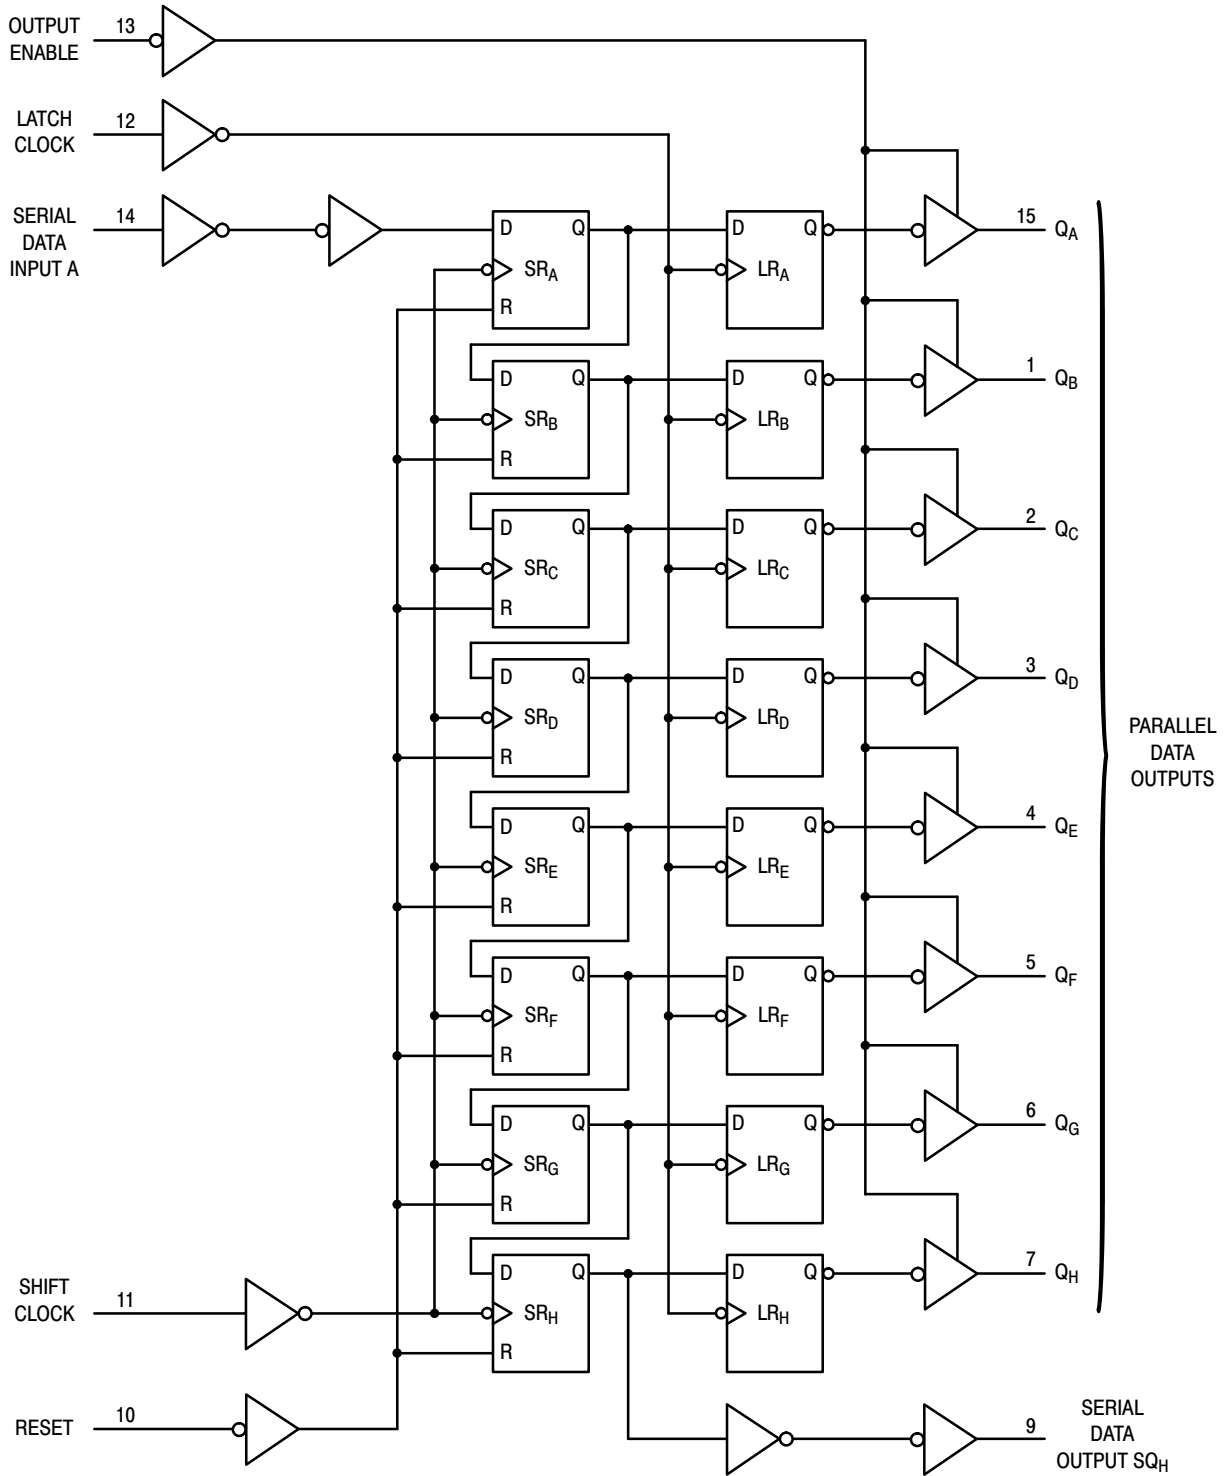 OUTPUT
ENABLE
13
LATCH
CLOCK
12
SERIAL
DATA
INPUT A
14
D Q
SRA
R
D Q
LRA
15 QA
D Q
SRB
R
D Q
LRB
1 QB
D Q
SRC
R
D Q
LRC
2 QC
D Q
SRD
R
D Q
LRD
3 QD
D Q
SRE
R
D Q
LRE
4 QE
D Q
SRF
R
D Q
LRF
5 QF
D Q
SRG
R
D Q
LRG
6 QG
D Q
SRH
R
D Q
LRH
7 QH
PARALLEL
DATA
OUTPUTS
SHIFT
CLOCK
11
RESET
10
9
SERIAL
DATA
OUTPUT SQH